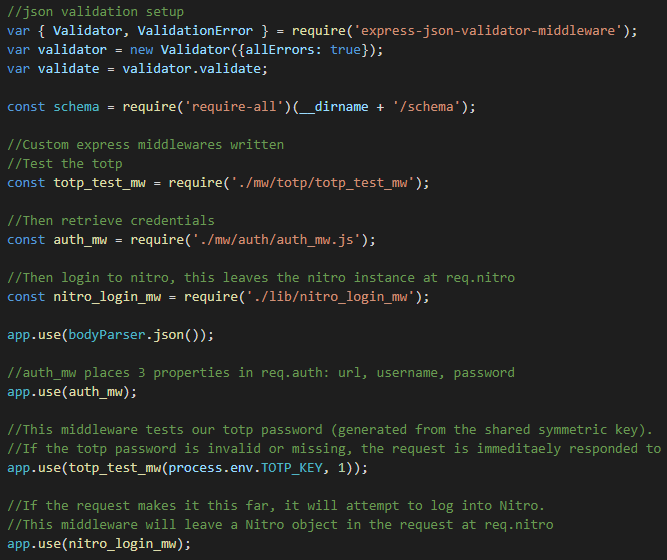 //json validation setup
var { Validator, ValidationError } = require('express-json-validator-middleware');
var validator = new Validator({allErrors: true});
var validate = validator.validate;
const schema = require('require-all')(__dirname + '/schema');
//Custom express middlewares written
//Test the totp
const totp_test_mw = require('./mw/totp/totp_test_mw');
//Then retrieve credentials
const auth_mw = require('./mw/auth/auth_mw.js');
//Then login to nitro, this leaves the nitro instance at req.nitro
const nitro_login_mw = require('./lib/nitro_login_mw');
app.use(bodyParser.json());
//auth_mw places 3 properties in req.auth: url, username, password
app.use(auth_mw);
//This middleware tests our totp password (generated from the shared symmetric key).
//If the totp password is invalid or missing, the request is immeditaely responded to
app.use(totp_test_mw(process.env.TOTP_KEY, 1));
//If the request makes it this far, it will attempt to log into Nitro.
//This middleware will leave a Nitro object in the request at req.nitro
app.use(nitro_login_mw);